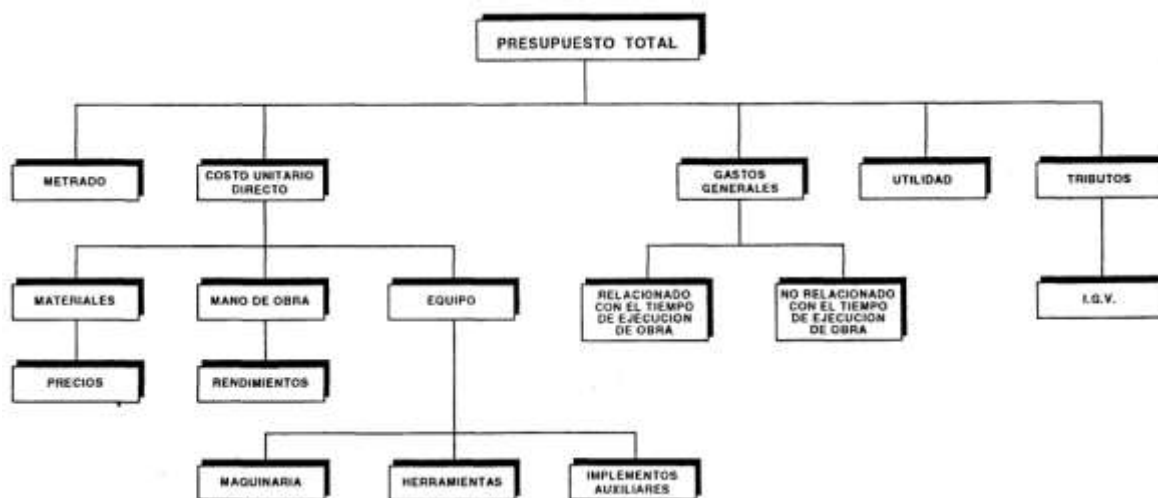 PRESUPUESTO TOTAL
METRADO
COSTO UNITARIO
DIRECTO
GASTOS
GENERALES
UTILIDAD
TRIBUTOS
MATERIALES
MANO DE OBRA
EQUIPO
RELACIONADO
CON EL TIEMPO
DE EJECUCION
DE OBRA
NO RELACIONADO
CON EL TIEMPO
DE EJECUCION
DE OBRA
I.G.V.
PRECIOS
RENDIMIENTOS
MAQUINARIA
HERRAMIENTAS
IMPLEMENTOS
AUXILIARES